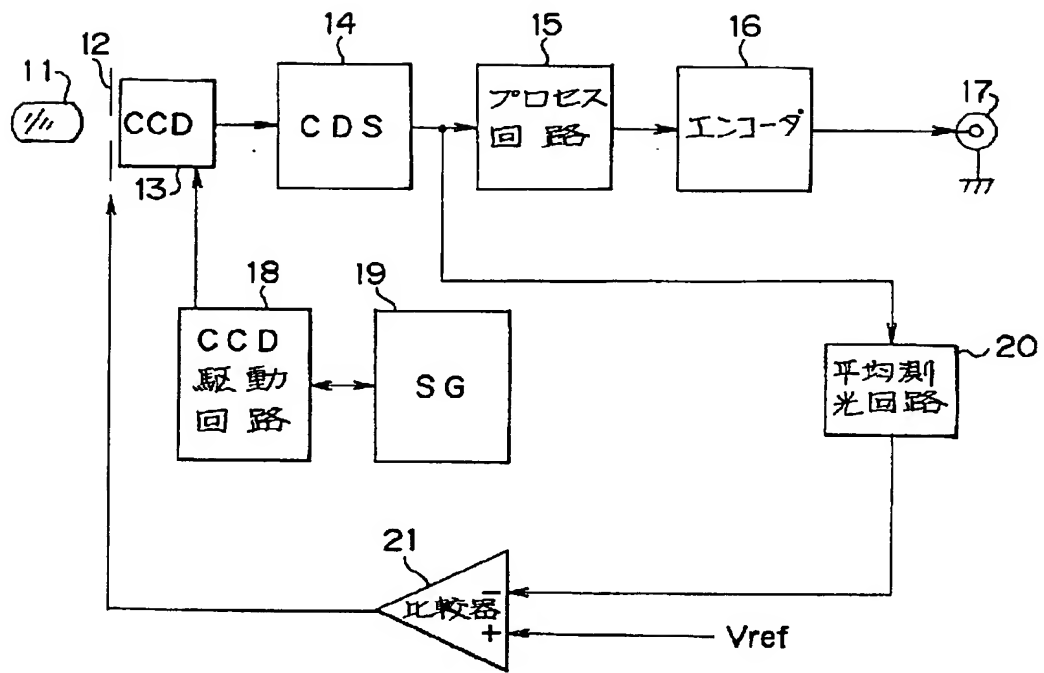 11
12
CCD
13
14
CDS
15
プロセス
回路
16
エンコーダ
17
18
CCD
駆動
回路
19
SG
20
平均測
光回路
21
比較器
−
+
Vref